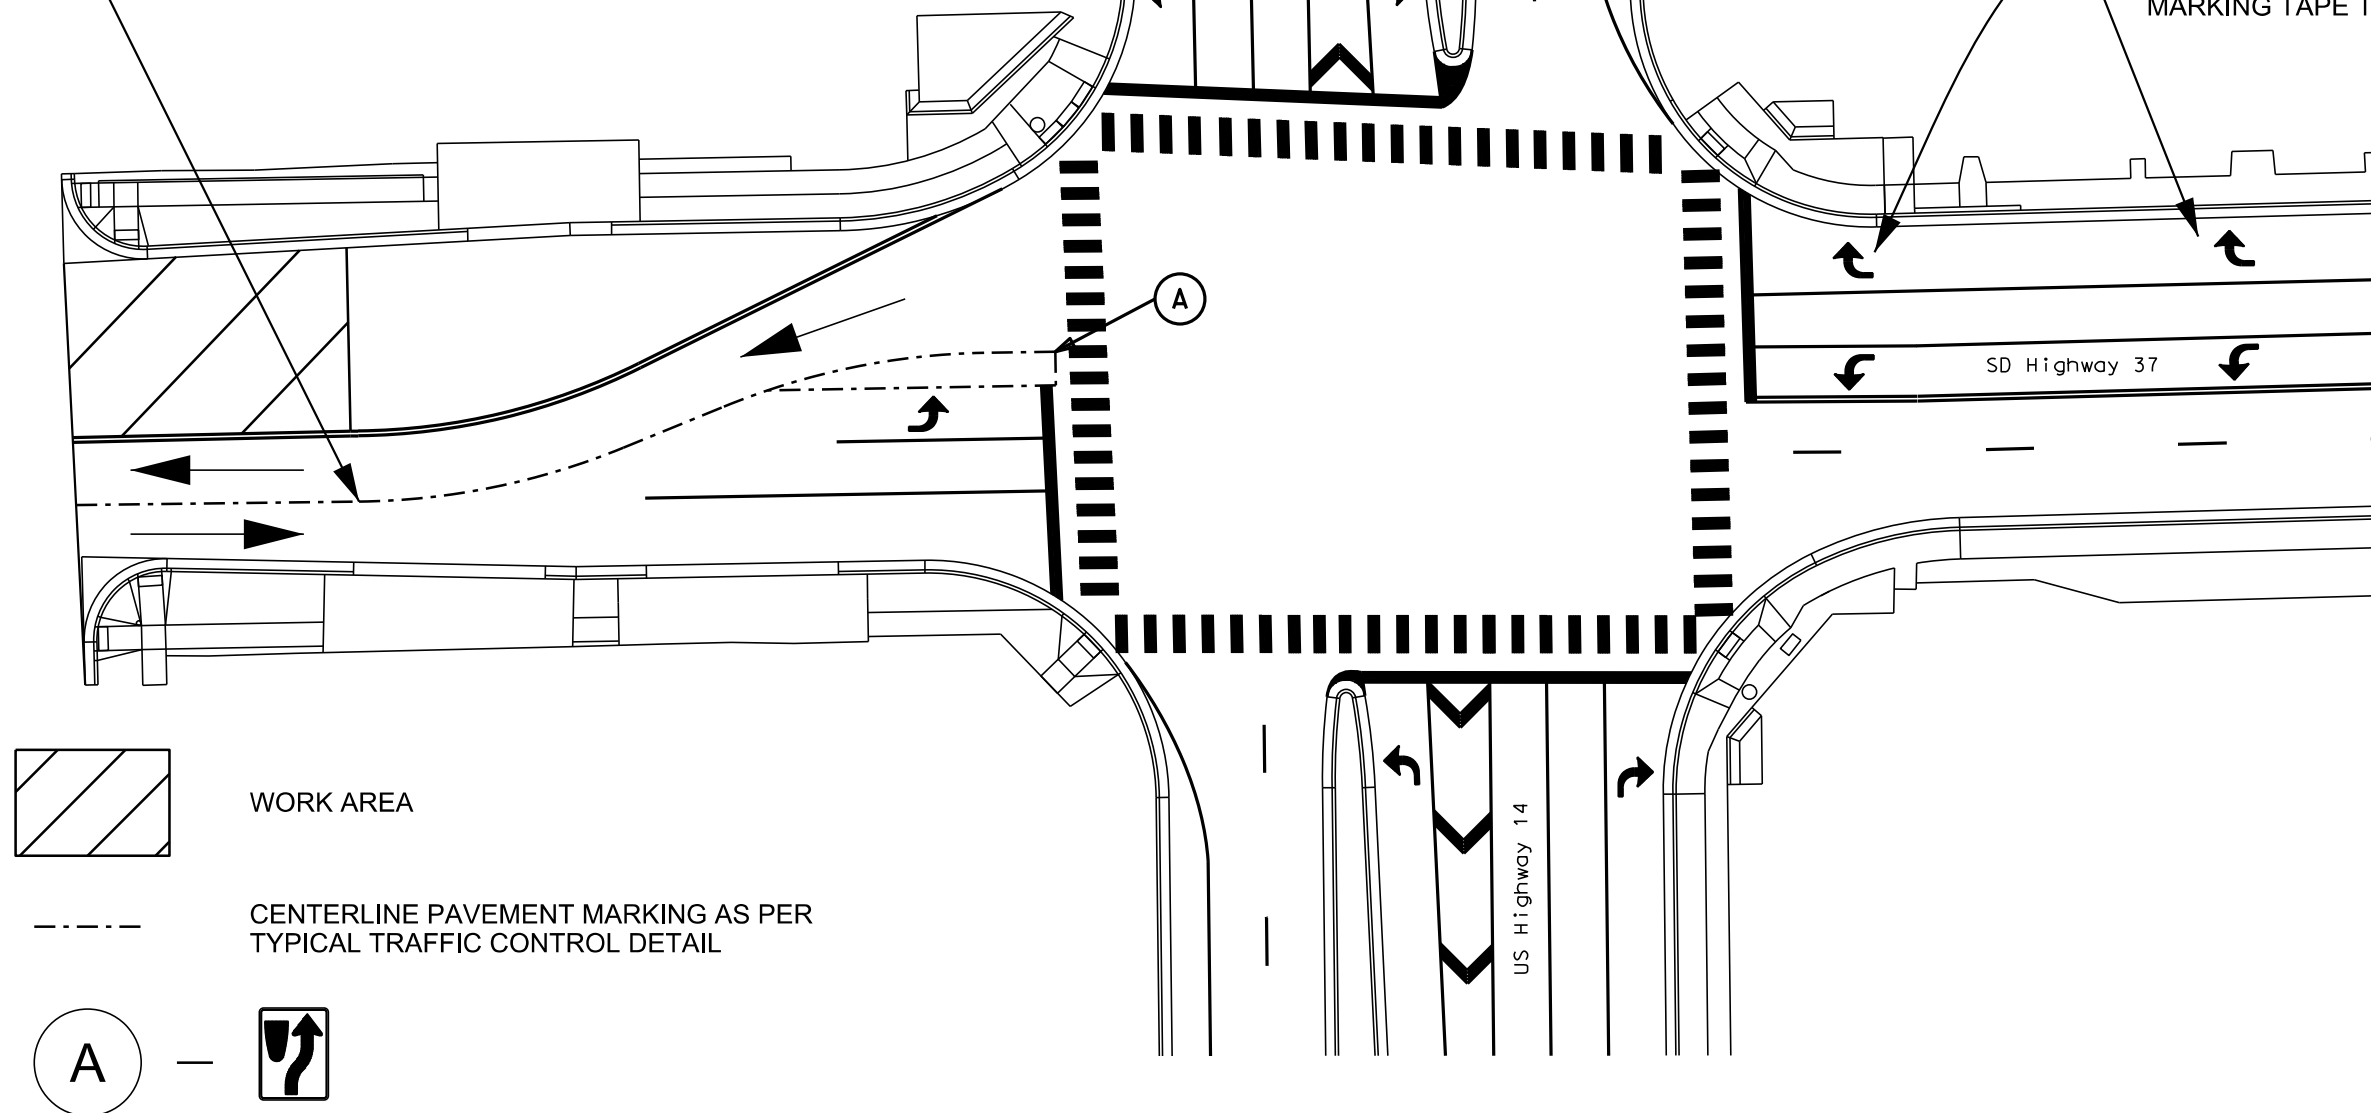 MARKING TAPE T
A
SD Highway 37
WORK AREA
US Highway 14
CENTERLINE PAVEMENT MARKING AS PER
TYPICAL TRAFFIC CONTROL DETAIL
A —